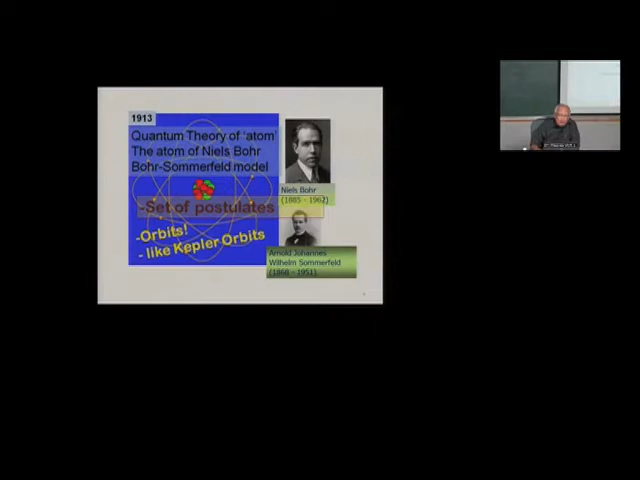 1913
Quantum Theory of 'atom'
The atom of Niels Bohr
Bohr-Sommerfeld model
-Set of postulates
-Orbits!
- like Kepler Orbits
Niels Bohr
(1885 - 1962)
Arnold Johannes
Wilhelm Sommerfeld
(1868 - 1951)